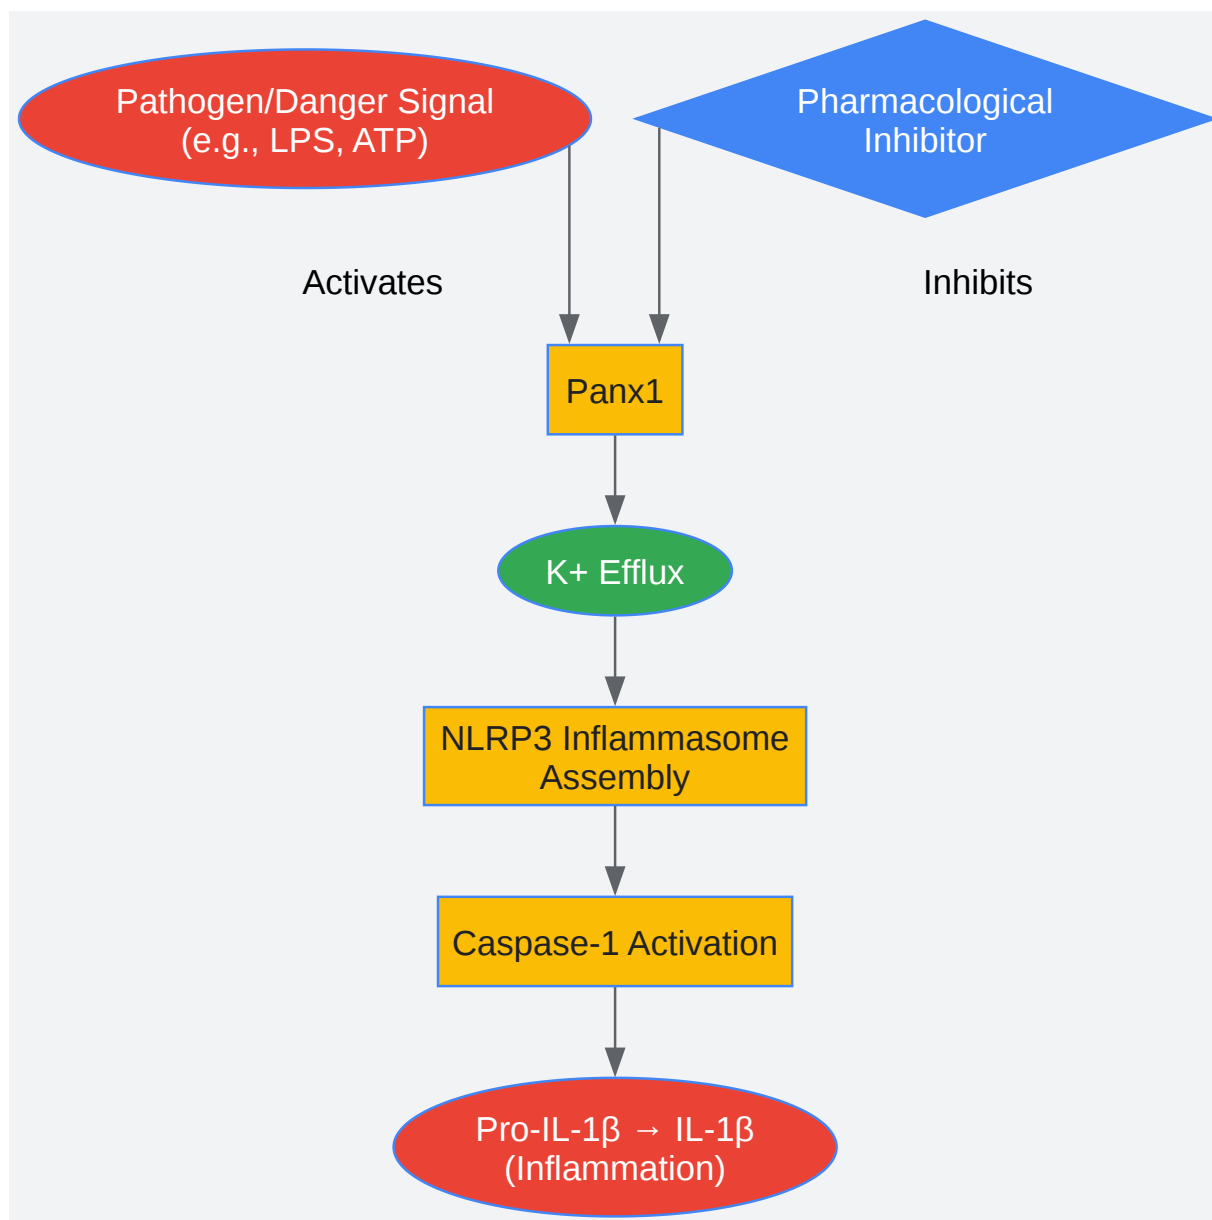 Pathogen/Danger Signal
(e.g., LPS, ATP)
Pharmacological
Inhibitor
Activates
Inhibits
Panx1
K+ Efflux
NLRP3 Inflammasome
Assembly
Caspase-1 Activation
Pro-IL-1β → IL-1β
(Inflammation)